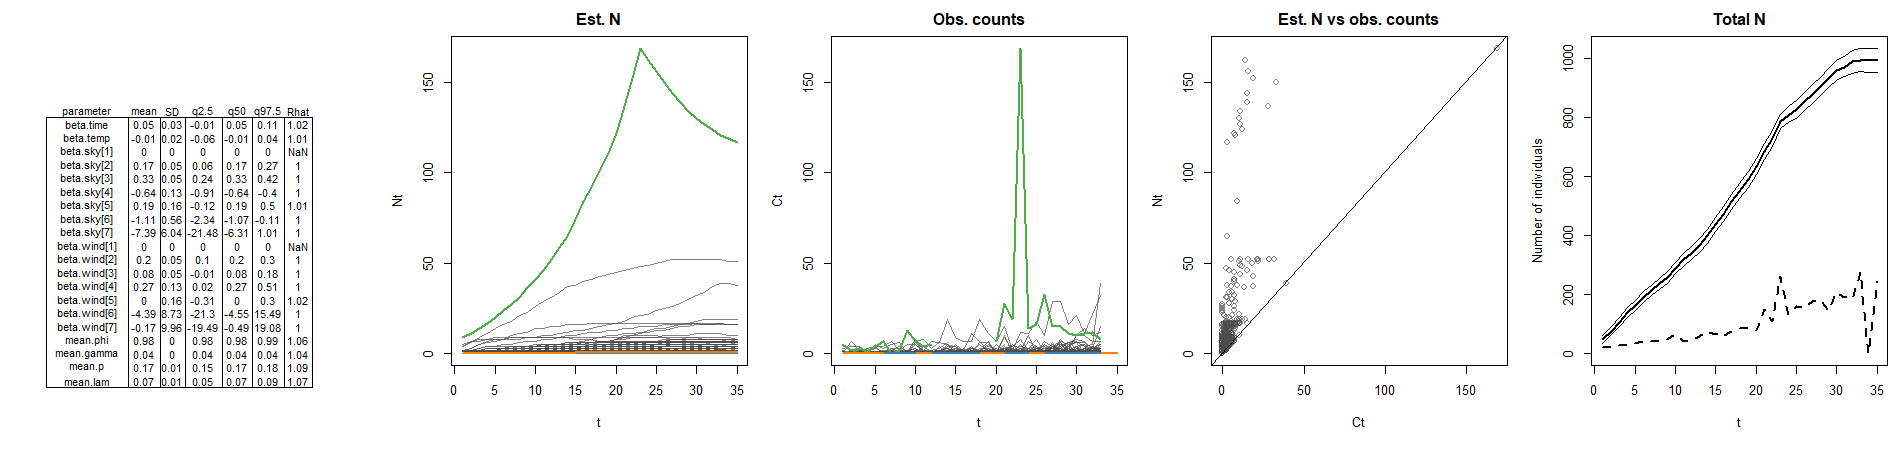 parameter mean SD q2.5 q50 q97.5 Rhat
beta.time 0.05 0.03 -0.01 0.05 0.11 1.02
beta.temp -0.01 0.02 -0.06 -0.01 0.04 1.01
beta.sky[1] 0 0 0 0 0 NaN
beta.sky[2] 0.17 0.05 0.06 0.17 0.27 1
beta.sky[3] 0.33 0.05 0.24 0.33 0.42 1
beta.sky[4] -0.64 0.13 -0.91 -0.64 -0.4 1
beta.sky[5] 0.19 0.16 -0.12 0.19 0.5 1.01
beta.sky[6] -1.11 0.56 -2.34 -1.07 -0.11 1
beta.sky[7] -7.39 6.04 -21.48 -6.31 1.01 1
beta.wind[1] 0 0 0 0 0 NaN
beta.wind[2] 0.2 0.05 0.1 0.2 0.3 1
beta.wind[3] 0.08 0.05 -0.01 0.08 0.18 1
beta.wind[4] 0.27 0.13 0.02 0.27 0.51 1
beta.wind[5] 0 0.16 -0.31 0 0.3 1.02
beta.wind[6] -4.39 8.73 -21.3 -4.55 15.49 1
beta.wind[7] -0.17 9.96 -19.49 -0.49 19.08 1
mean.phi 0.98 0 0.98 0.98 0.99 1.06
mean.gamma 0.04 0 0.04 0.04 0.04 1.04
mean.p 0.17 0.01 0.15 0.17 0.18 1.09
mean.lam 0.07 0.01 0.05 0.07 0.09 1.07
Est. N
Nt
150
100
50
0
0 5 10 15 20 25 30 35
t
Obs. counts
Ct
150
100
50
0
0 5 10 15 20 25 30 35
t
Est. N vs obs. counts
Nt
150
100
50
0
0 50 100 150
Ct
Total N
Number of individuals
1000
800
600
400
200
0
0 5 10 15 20 25 30 35
t